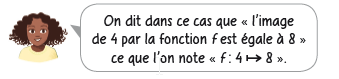 On dit dans ce cas que « l'image
de 4 par la fonction f est égale à 8 »
ce que l'on note « f : 4 ↦ 8 ».